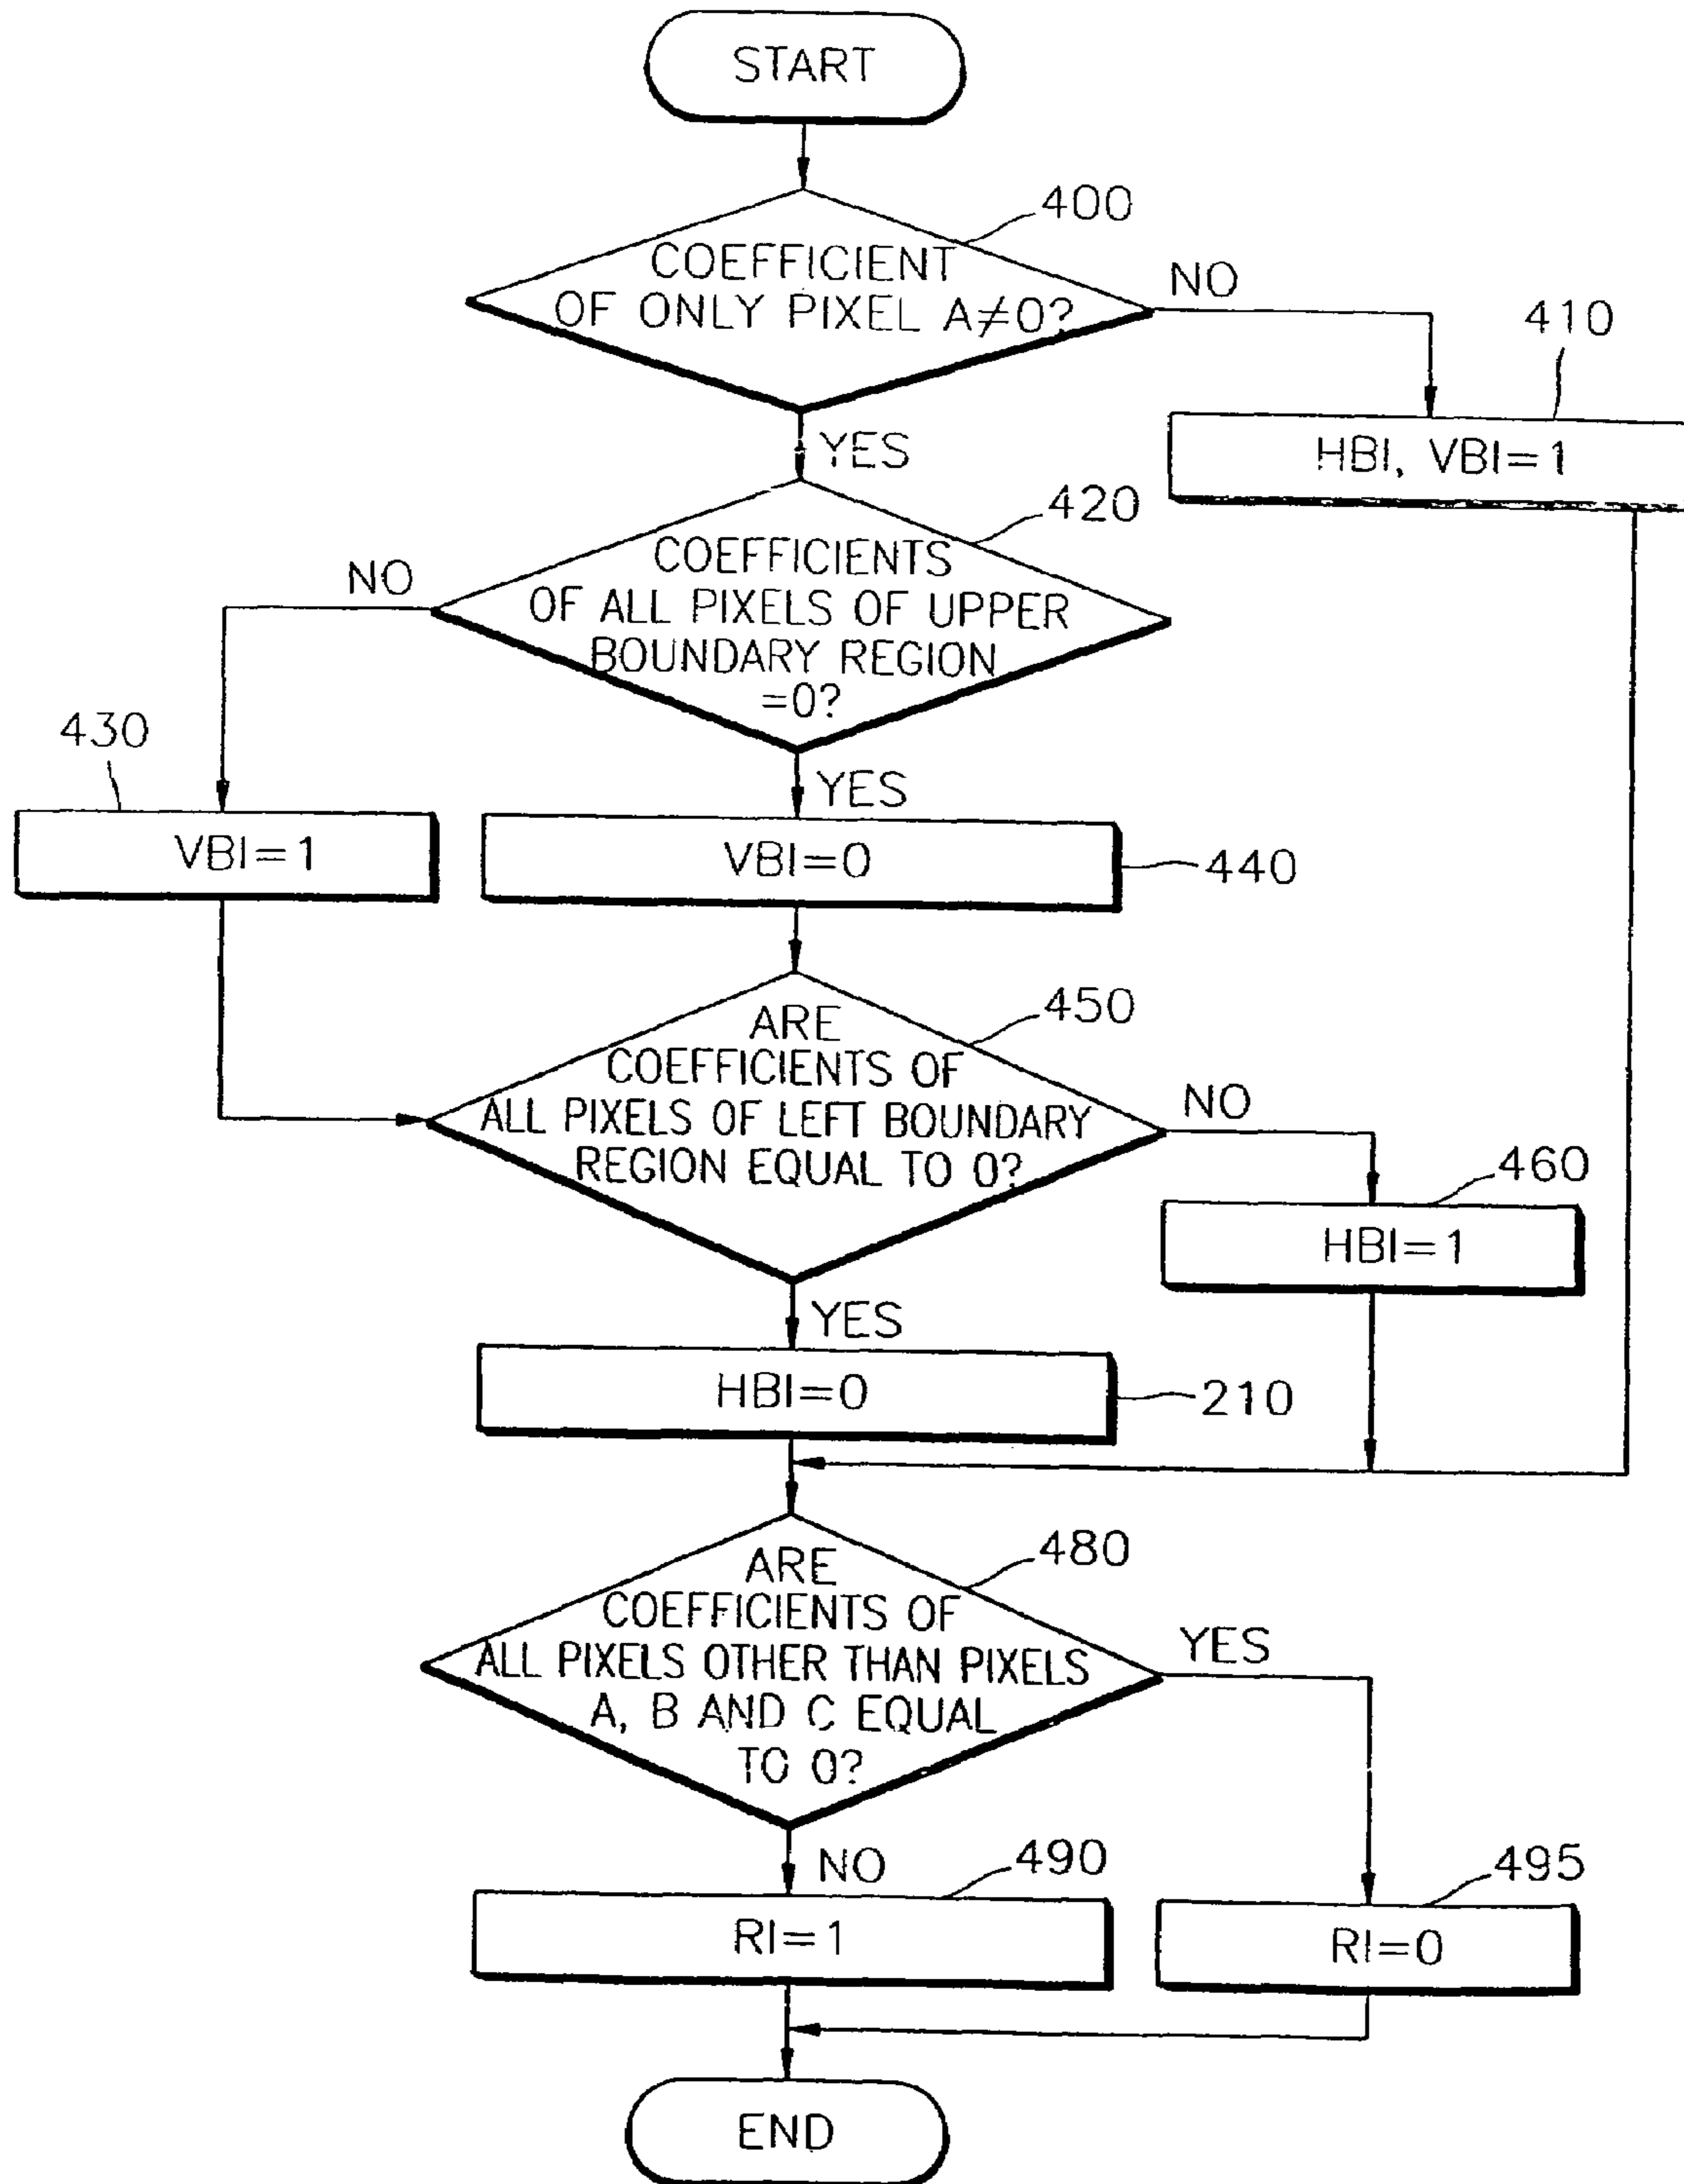 START
400
COEFFICIENT
OF ONLY PIXEL A≠0?
NO
410
HBI, VBI=1
YES
420
COEFFICIENTS
OF ALL PIXELS OF UPPER
BOUNDARY REGION
=0?
NO
430
VBI=1
YES
VBI=0
440
450
ARE
COEFFICIENTS OF
ALL PIXELS OF LEFT BOUNDARY
REGION EQUAL TO 0?
NO
460
HBI=1
YES
HBI=0
210
480
ARE
COEFFICIENTS OF
ALL PIXELS OTHER THAN PIXELS
A, B AND C EQUAL
TO 0?
YES
NO
490
RI=1
495
RI=0
END